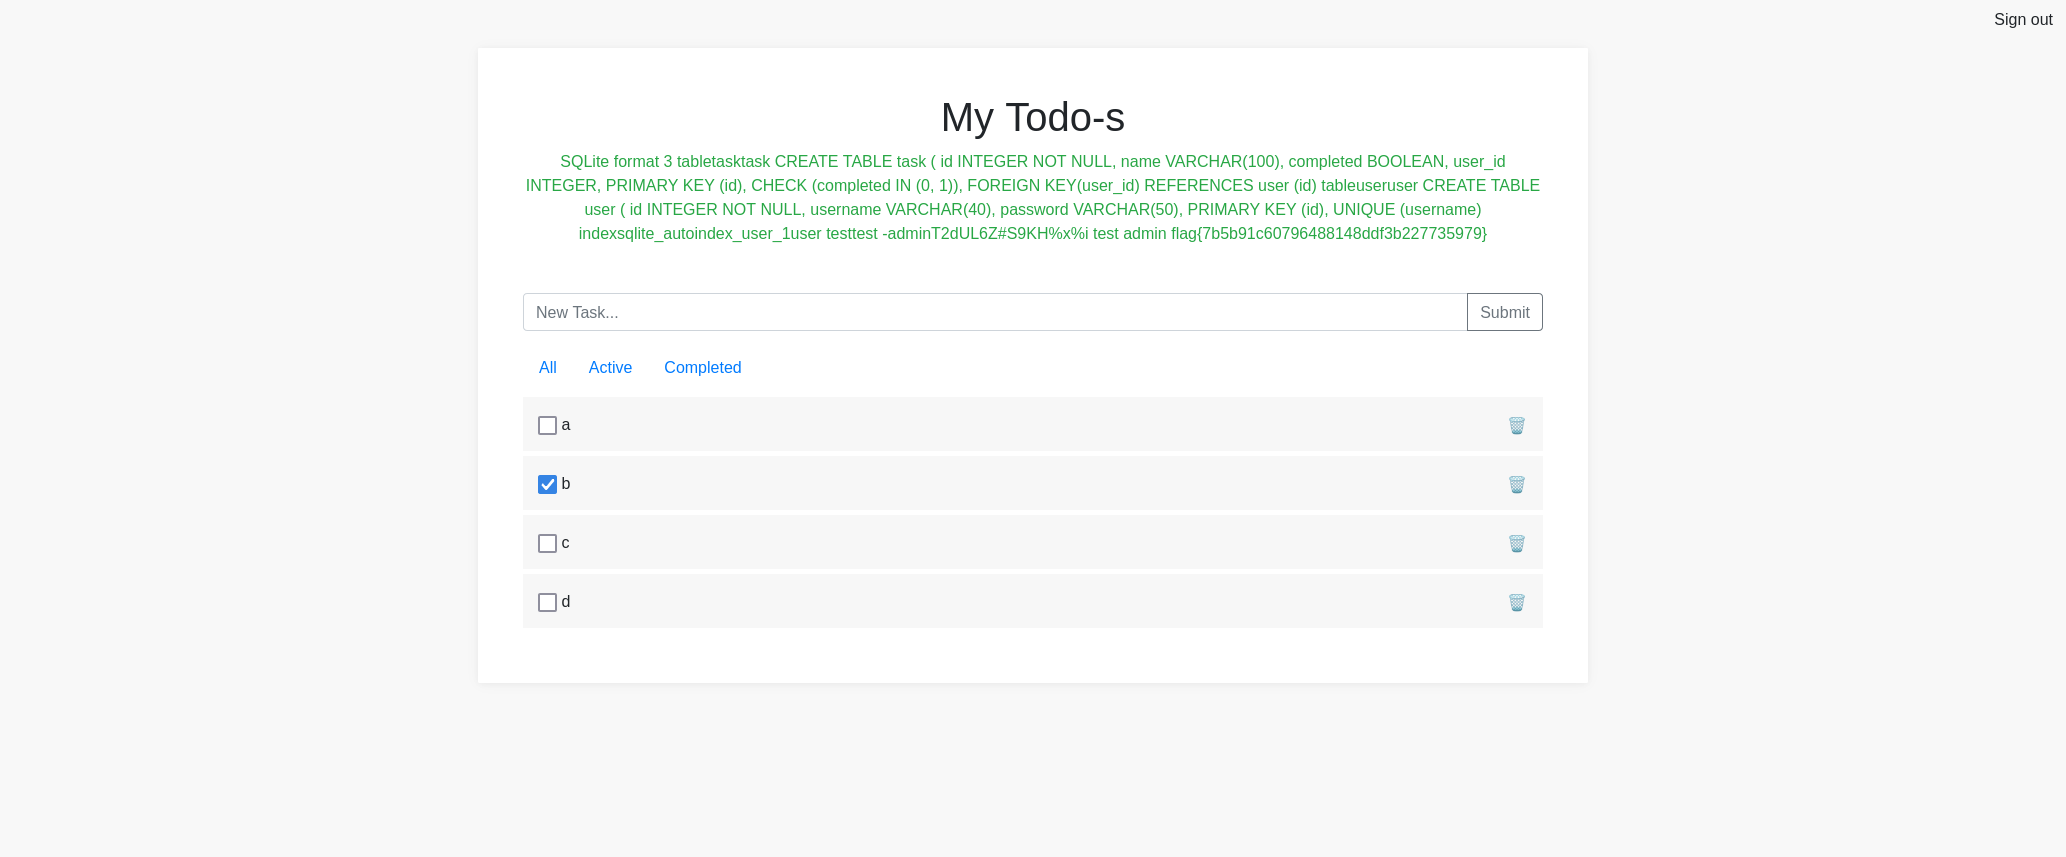 Sign out
My Todo-s
SQLite format 3 tabletasktask CREATE TABLE task ( id INTEGER NOT NULL, name VARCHAR(100), completed BOOLEAN, user_id
INTEGER, PRIMARY KEY (id), CHECK (completed IN (0, 1)), FOREIGN KEY(user_id) REFERENCES user (id) tableuseruser CREATE TABLE
user ( id INTEGER NOT NULL, username VARCHAR(40), password VARCHAR(50), PRIMARY KEY (id), UNIQUE (username)
indexsqlite_autoindex_user_1user testtest -adminT2dUL6Z#S9KH%x%i test admin flag{7b5b91c60796488148ddf3b227735979}
New Task...
Submit
All
Active
Completed
a
b
c
d